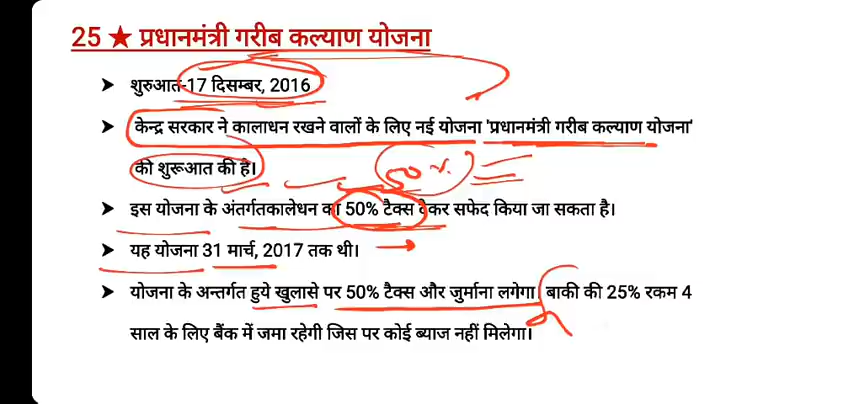 25 ★ प्रधानमंत्री गरीब कल्याण योजना
➤ शुरुआत-17 दिसम्बर, 2016
➤ केन्द्र सरकार ने कालाधन रखने वालों के लिए नई योजना 'प्रधानमंत्री गरीब कल्याण योजना'
की शुरूआत की है।
50 %
➤ इस योजना के अंतर्गतकालेधन का 50% टैक्स देकर सफेद किया जा सकता है।
➤ यह योजना 31 मार्च, 2017 तक थी।
➤ योजना के अन्तर्गत हुये खुलासे पर 50% टैक्स और जुर्माना लगेगा बाकी की 25% रकम 4
साल के लिए बैंक में जमा रहेगी जिस पर कोई ब्याज नहीं मिलेगा।